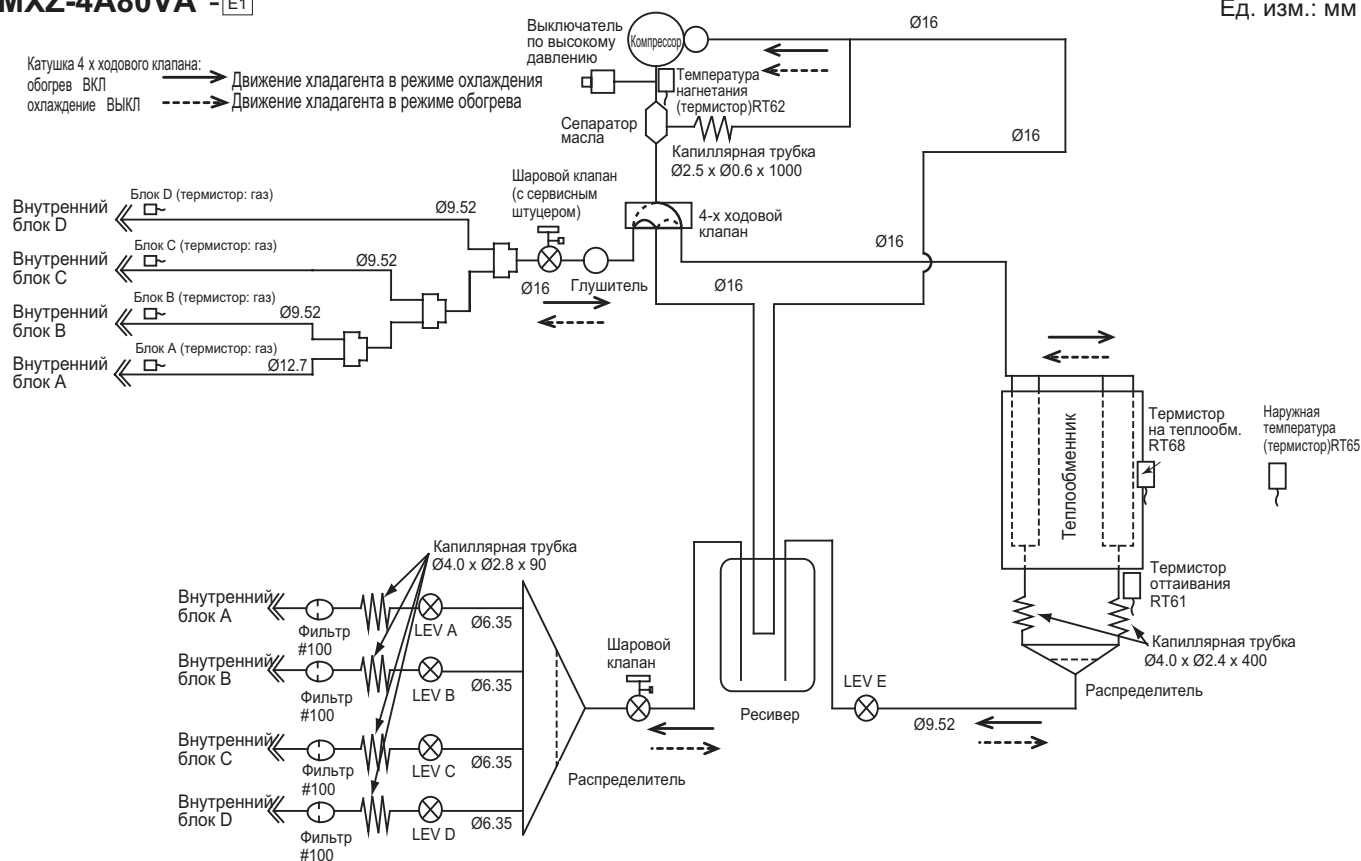 MXZ-4A80VA -E1
Ед. изм.: мм
Катушка 4 х ходового клапана:
обогрев ВКЛ
охлаждение ВЫКЛ
Движение хладагента в режиме охлаждения
Движение хладагента в режиме обогрева
Выключатель
по высокому
давлению
Компрессор
Ø16
Температура
нагнетания
(термистор)RT62
Сепаратор
масла
Капиллярная трубка
Ø2.5 x Ø0.6 x 1000
Ø16
Шаровой клапан
(с сервисным
штуцером)
4-х ходовой
клапан
Внутренний
блок D
Блок D (термистор: газ)
Ø9.52
Внутренний
блок C
Блок C (термистор: газ)
Ø9.52
Внутренний
блок B
Блок B (термистор: газ)
Ø9.52
Внутренний
блок A
Блок A (термистор: газ)
Ø12.7
Ø16
Глушитель
Ø16
Ø16
Теплообменник
Термистор
на теплообм.
RT68
Наружная
температура
(термистор)RT65
Термистор
оттаивания
RT61
Капиллярная трубка
Ø4.0 x Ø2.4 x 400
Распределитель
Капиллярная трубка
Ø4.0 x Ø2.8 x 90
Внутренний
блок A
Фильтр
#100
LEV A
Ø6.35
Внутренний
блок B
Фильтр
#100
LEV B
Ø6.35
Внутренний
блок C
Фильтр
#100
LEV C
Ø6.35
Внутренний
блок D
Фильтр
#100
LEV D
Ø6.35
Распределитель
Шаровой
клапан
Ресивер
LEV E
Ø9.52